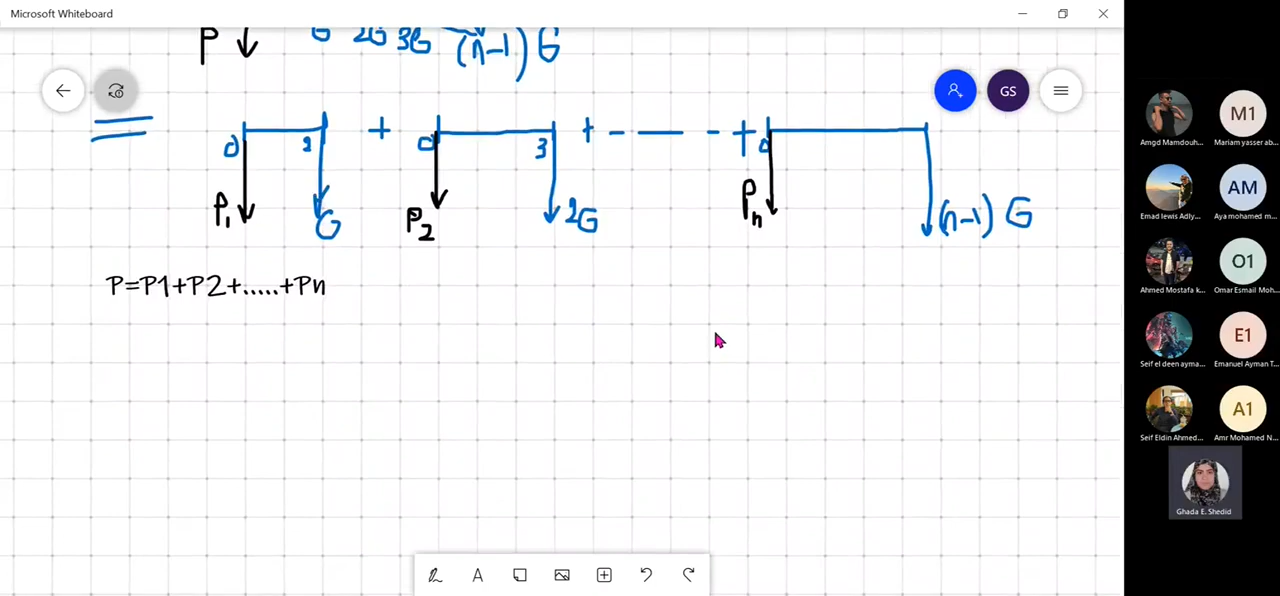 Microsoft Whiteboard
P G 2G 3G (n-1) G
GS
0 2 + 0 3 + - — - + 0
P1 G P2 2G Pn (n-1) G
P=P1+P2+.....+Pn
A
M1
Amgd Mamdouh... Mariam yasser ab...
AM
Emad lewis Adly... Aya mohamed m...
O1
Ahmed Mostafa k... Omar Esmail Moh...
E1
Seif el deen ayma... Emanuel Ayman T...
A1
Seif Eldin Ahmed... Amr Mohamed N...
Ghada E. Shedid